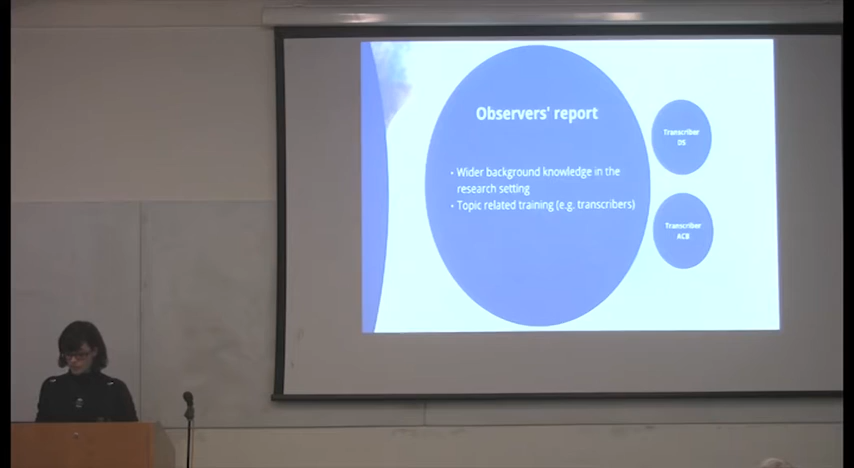 Observers' report
• Wider background knowledge in the
research setting
• Topic related training (e.g. transcribers)
Transcriber
DS
Transcriber
ACB